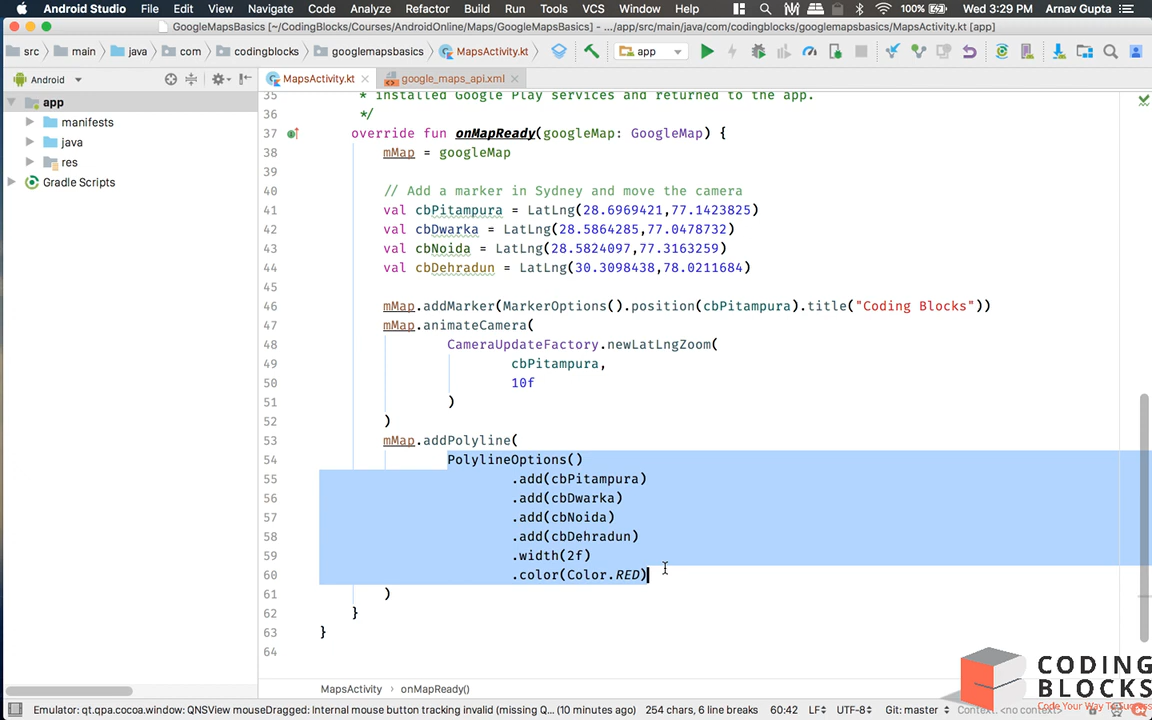 Android Studio File Edit View Navigate Code Analyze Refactor Build Run Tools VCS Window Help 100% Wed 3:29 PM Arnav Gupta
GoogleMapsBasics [~/CodingBlocks/Courses/AndroidOnline/Maps/GoogleMapsBasics] - .../app/src/main/java/com/codingblocks/googlemapsbasics/MapsActivity.kt [app]
src main java com codingblocks googlemapsbasics MapsActivity.kt app
Android MapsActivity.kt google_maps_api.xml
app
manifests
java
res
Gradle Scripts
35 * installed Google Play services and returned to the app.
36 */
37 override fun onMapReady(googleMap: GoogleMap) {
38 mMap = googleMap
39
40 // Add a marker in Sydney and move the camera
41 val cbPitampura = LatLng(28.6969421,77.1423825)
42 val cbDwarka = LatLng(28.5864285,77.0478732)
43 val cbNoida = LatLng(28.5824097,77.3163259)
44 val cbDehradun = LatLng(30.3098438,78.0211684)
45
46 mMap.addMarker(MarkerOptions().position(cbPitampura).title("Coding Blocks"))
47 mMap.animateCamera(
48 CameraUpdateFactory.newLatLngZoom(
49 cbPitampura,
50 10f
51 )
52 )
53 mMap.addPolyline(
54 PolylineOptions()
55 .add(cbPitampura)
56 .add(cbDwarka)
57 .add(cbNoida)
58 .add(cbDehradun)
59 .width(2f)
60 .color(Color.RED)
61 )
62 }
63 }
64
MapsActivity onMapReady()
CODING
BLOCKS
Code Your Way To Success
Emulator: qt.qpa.cocoa.window: QNSView mouseDragged: Internal mouse button tracking invalid (missing Q... (10 minutes ago) 254 chars, 6 line breaks 60:42 LF UTF-8 Git: master Context: <no context>